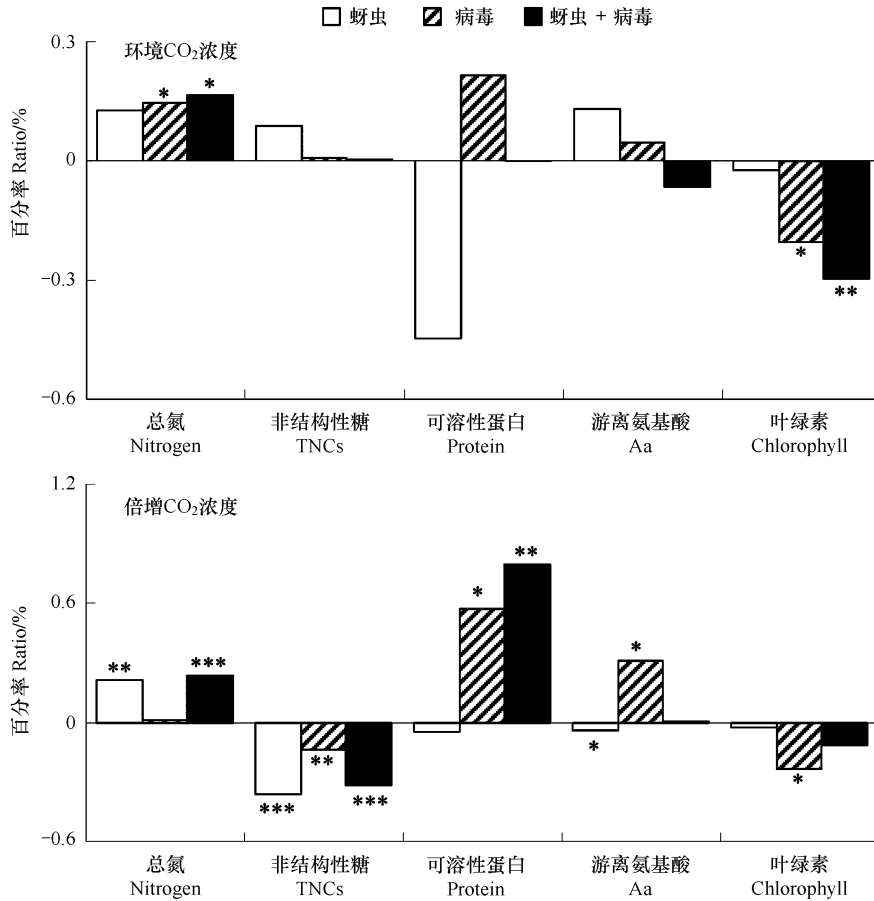 蚜虫 病毒 蚜虫 + 病毒
环境CO₂浓度
百分率 Ratio/%
0.3
0
−0.3
−0.6
* *
*
**
总氮 非结构性糖 可溶性蛋白 游离氨基酸 叶绿素
Nitrogen TNCs Protein Aa Chlorophyll
倍增CO₂浓度
百分率 Ratio/%
1.2
0.6
0
−0.6
**
* *
** ***
*
** *
*** ***
总氮 非结构性糖 可溶性蛋白 游离氨基酸 叶绿素
Nitrogen TNCs Protein Aa Chlorophyll